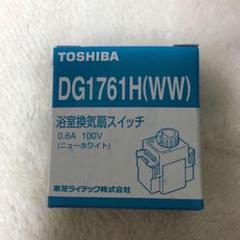 TOSHIBA
DG1761H(WW)
浴室換気扇スイッチ
0.6A 100V
(ニューホワイト)
東芝ライテック株式会社